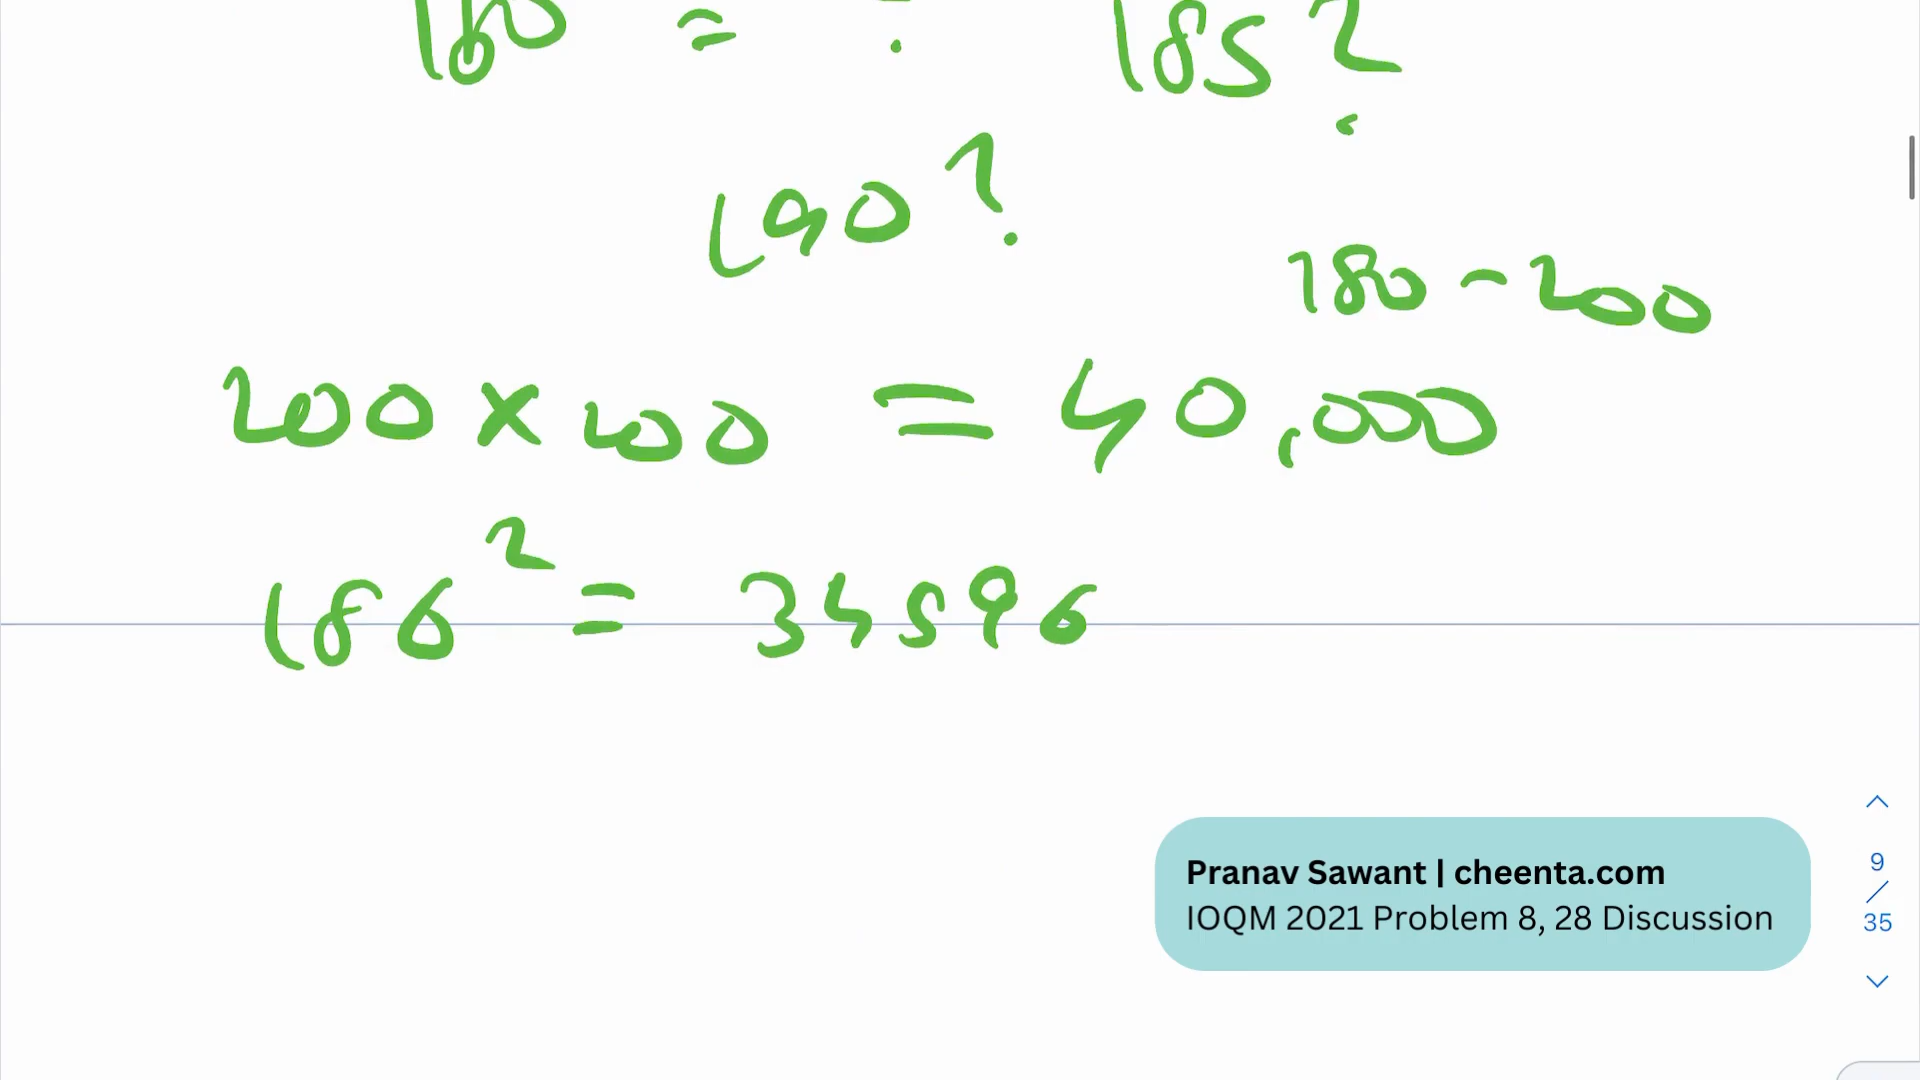 180 = ? 185?
190?
180 - 200
200 × 200 = 40,000
186² = 34596
Pranav Sawant | cheenta.com
IOQM 2021 Problem 8, 28 Discussion
9
/
35